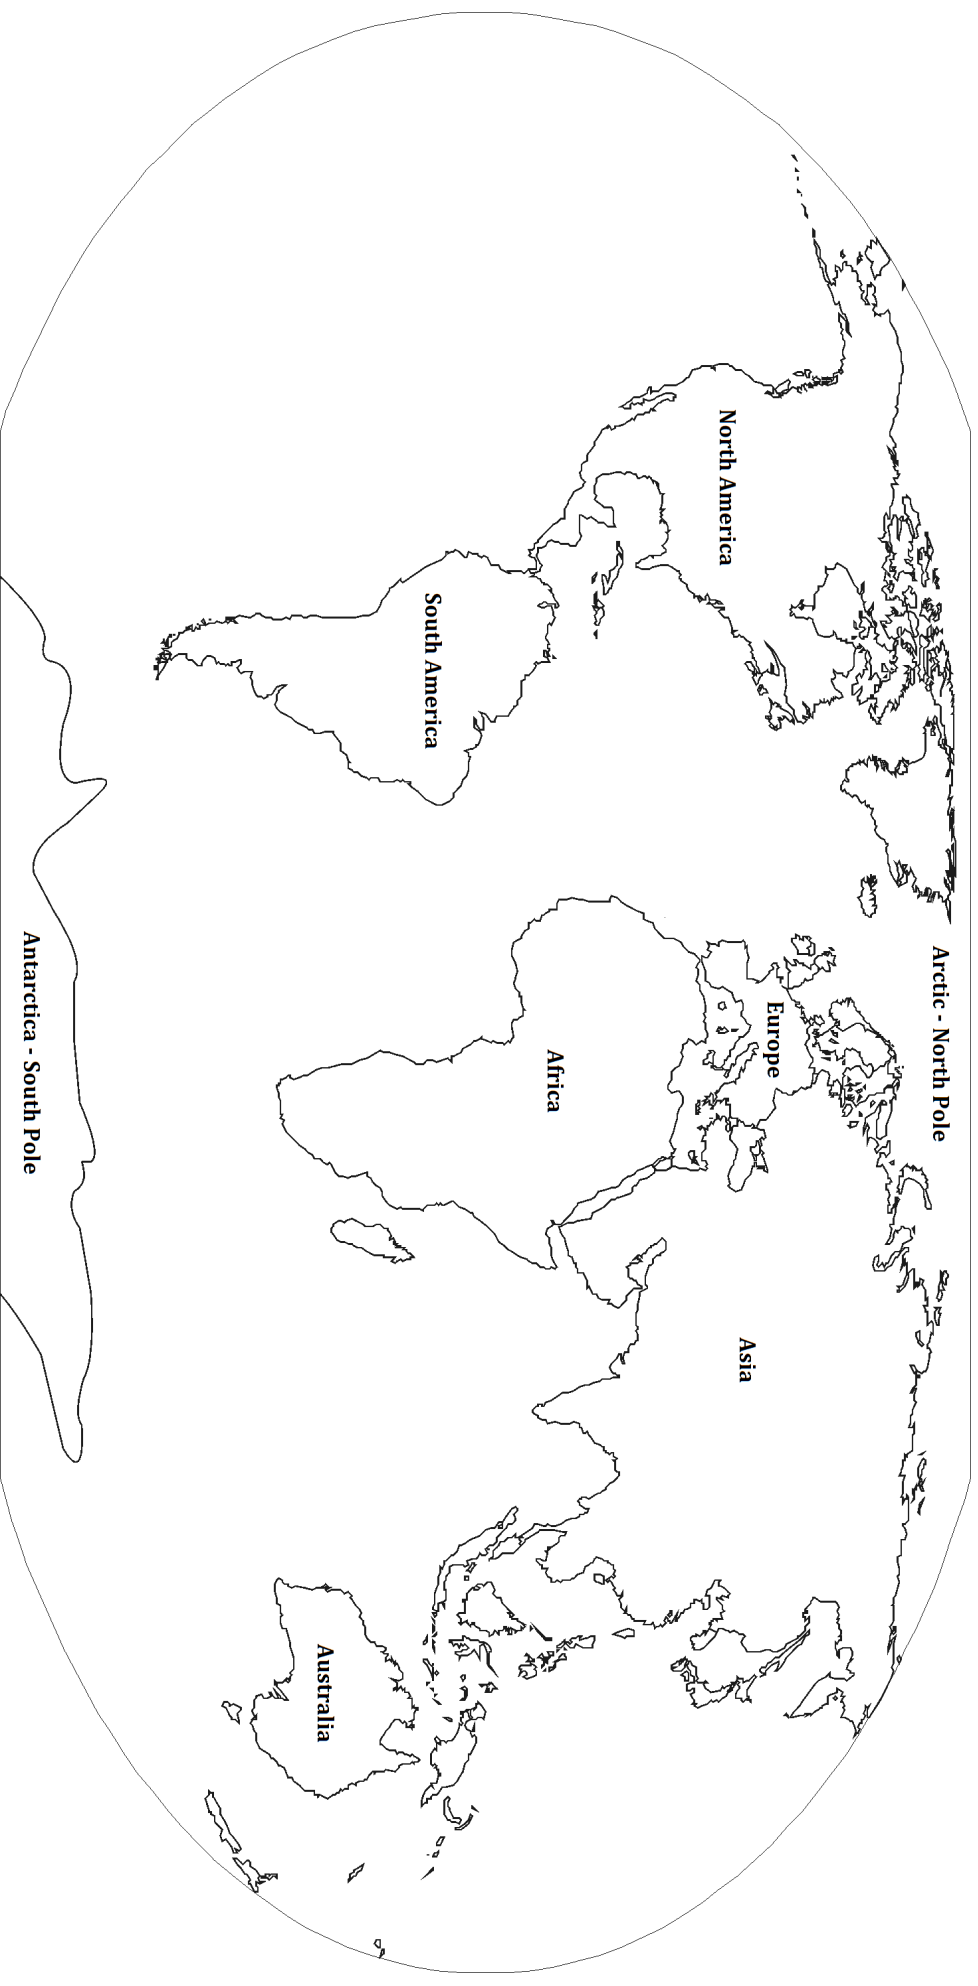 Arctic - North Pole
North America
Europe
Asia
Africa
South America
Australia
Antarctica - South Pole